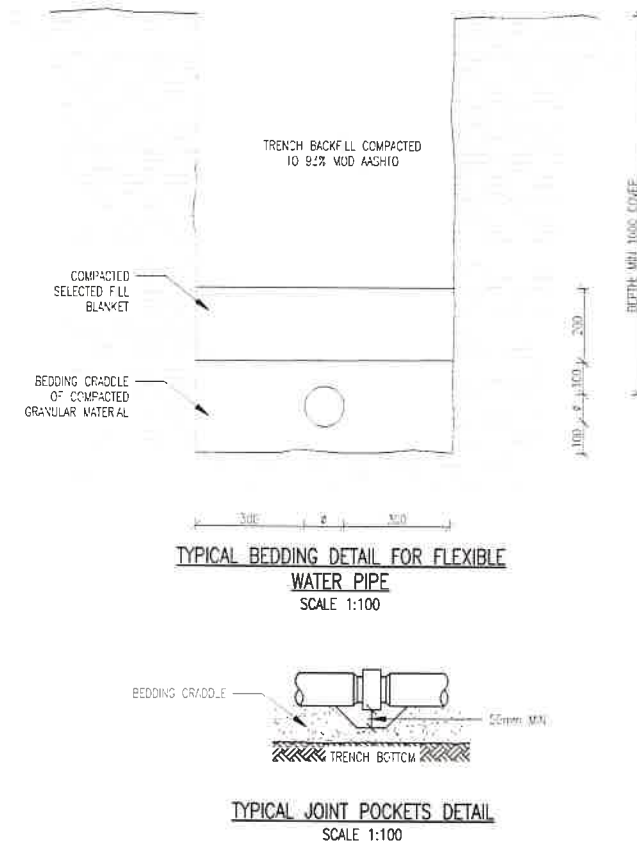 TRENCH BACKFILL COMPACTED
TO 93% MOD AASHTO
COMPACTED
SELECTED FILL
BLANKET
BEDDING CRADDLE
OF COMPACTED
GRANULAR MATERIAL
DEPTH: MIN 1000 COVER
200
100
ø
100
300
ø
300
TYPICAL BEDDING DETAIL FOR FLEXIBLE
WATER PIPE
SCALE 1:100
BEDDING CRADDLE
50mm MIN
TRENCH BOTTOM
TYPICAL JOINT POCKETS DETAIL
SCALE 1:100